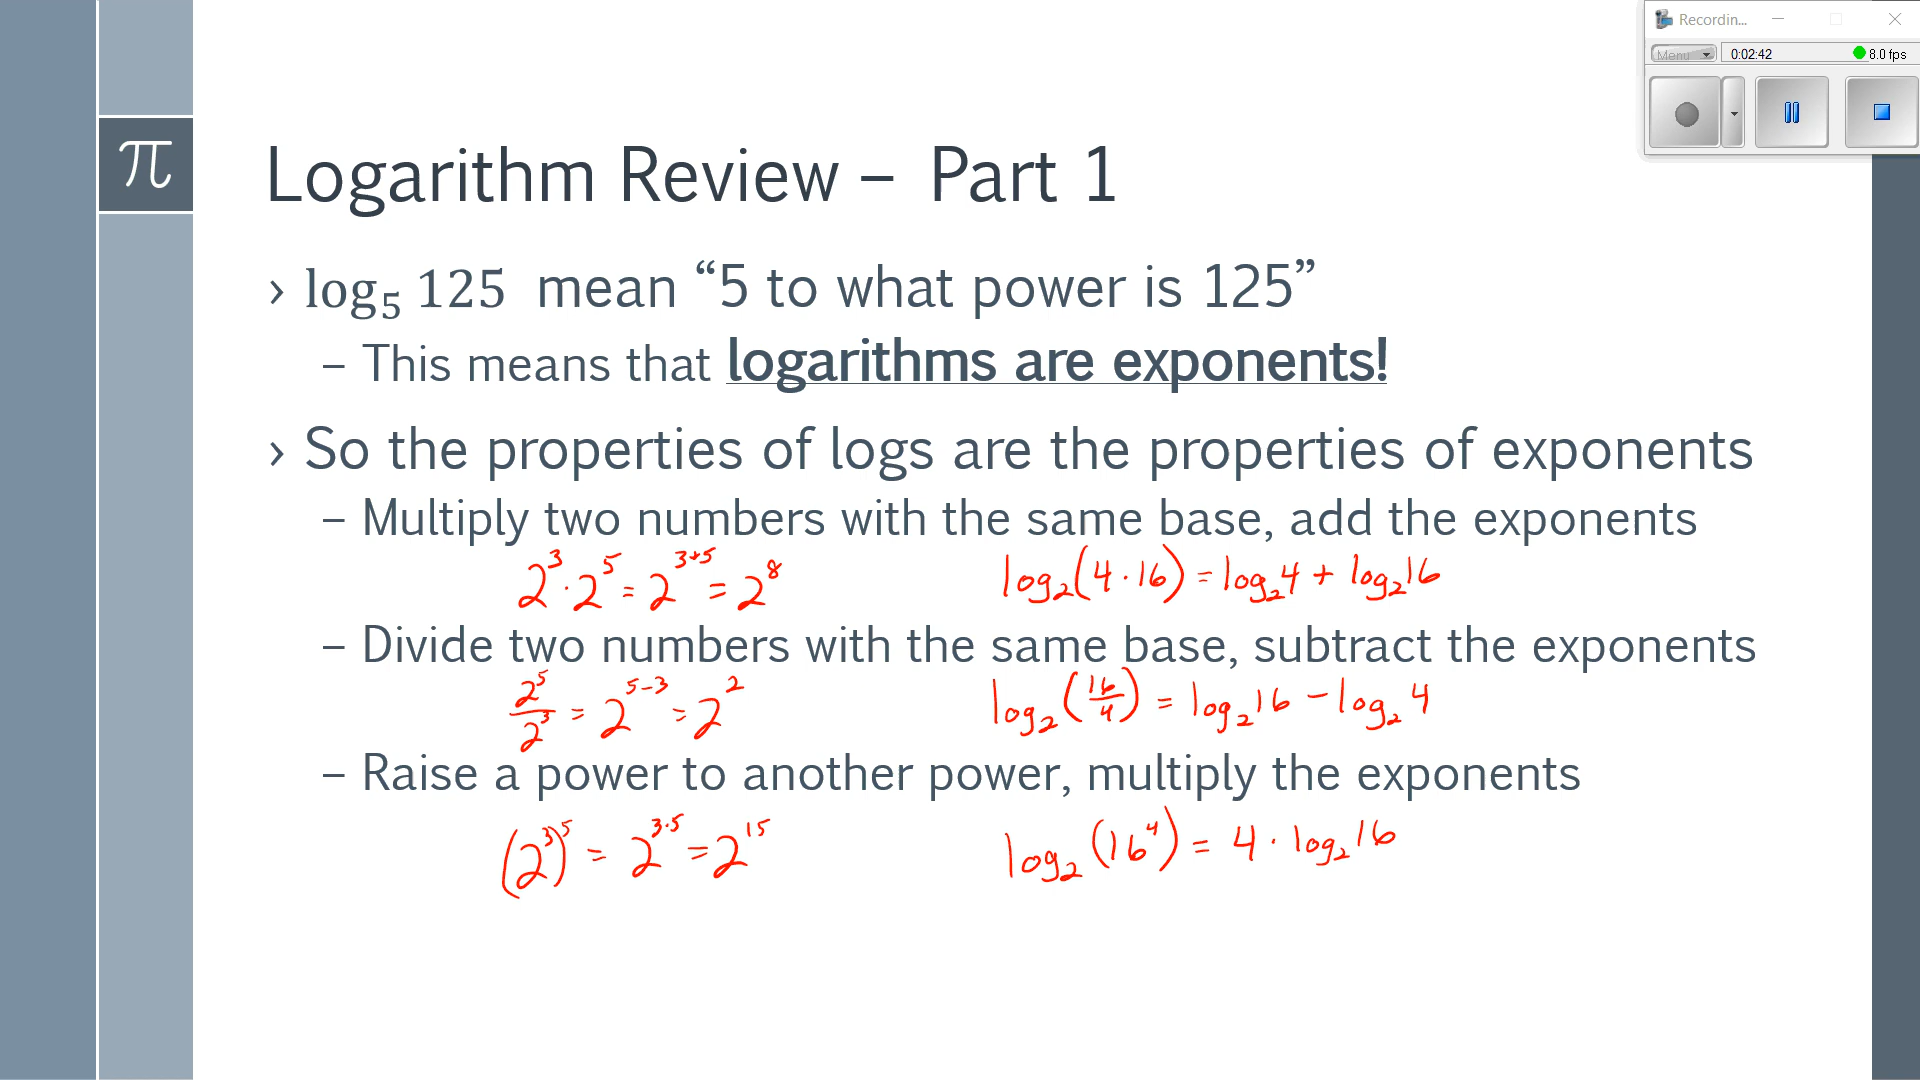 Recordin...
Menu 0:02:42 8.0 fps
π
Logarithm Review – Part 1
› log₅ 125 mean “5 to what power is 125”
– This means that logarithms are exponents!
› So the properties of logs are the properties of exponents
– Multiply two numbers with the same base, add the exponents
2³ · 2⁵ = 2³⁺⁵ = 2⁸ log₂(4 · 16) = log₂4 + log₂16
– Divide two numbers with the same base, subtract the exponents
2⁵/2³ = 2⁵⁻³ = 2² log₂(16/4) = log₂16 – log₂4
– Raise a power to another power, multiply the exponents
(2³)⁵ = 2³·⁵ = 2¹⁵ log₂(16⁴) = 4 · log₂16